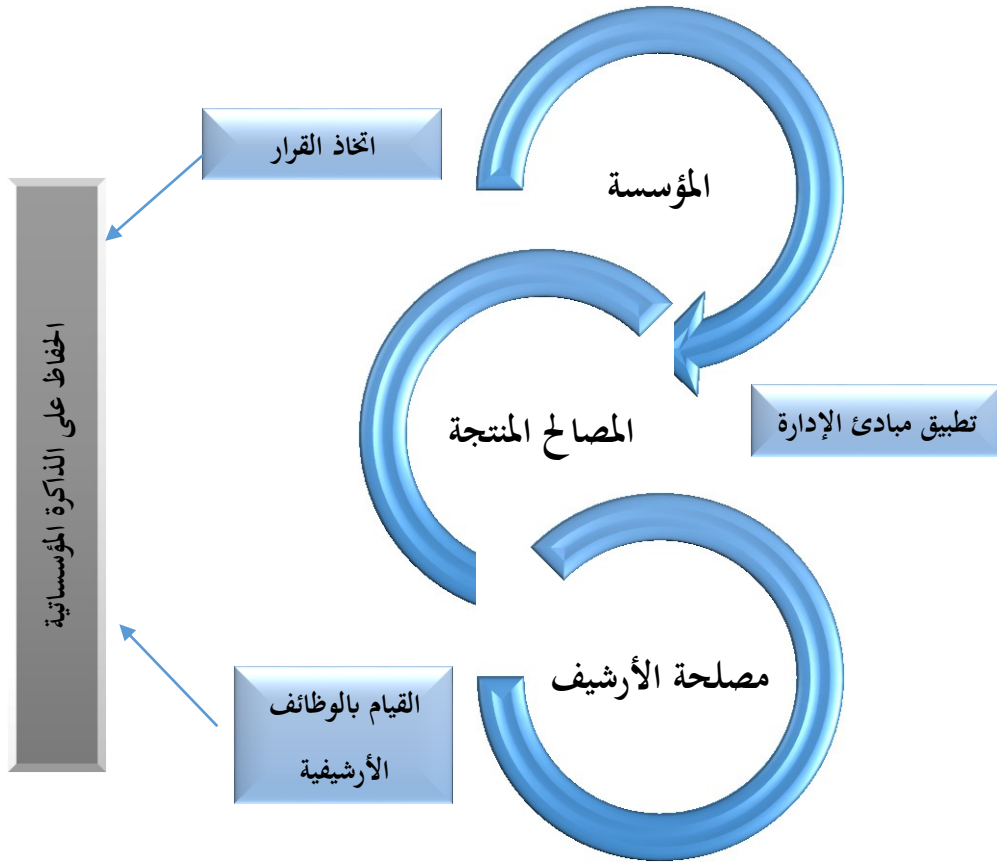 اتخاذ القرار
المؤسسة
المصالح المنتجة
تطبيق مبادئ الإدارة
الحفاظ على الذاكرة المؤسساتية
مصلحة الأرشيف
القيام بالوظائف
الأرشيفية